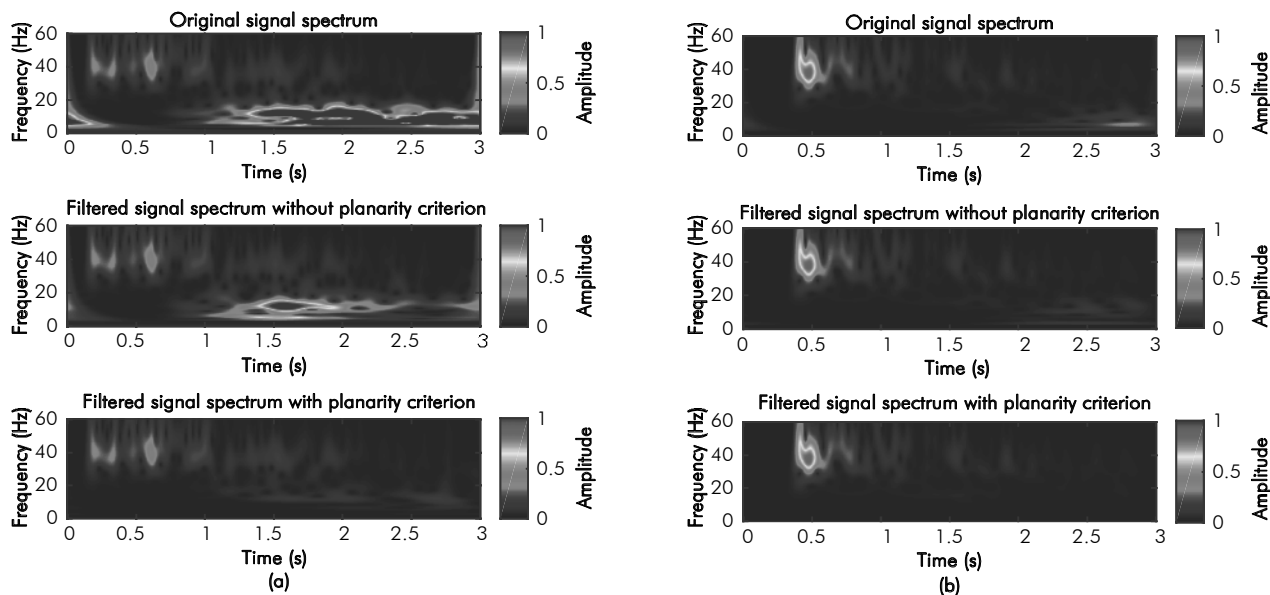 Original signal spectrum
Frequency (Hz)
60
40
20
0
0 0.5 1 1.5 2 2.5 3
Time (s)
1
0.5
0
Amplitude
Filtered signal spectrum without planarity criterion
Frequency (Hz)
60
40
20
0
0 0.5 1 1.5 2 2.5 3
Time (s)
1
0.5
0
Amplitude
Filtered signal spectrum with planarity criterion
Frequency (Hz)
60
40
20
0
0 0.5 1 1.5 2 2.5 3
Time (s)
1
0.5
0
Amplitude
(a)
Original signal spectrum
Frequency (Hz)
60
40
20
0
0 0.5 1 1.5 2 2.5 3
Time (s)
1
0.5
0
Amplitude
Filtered signal spectrum without planarity criterion
Frequency (Hz)
60
40
20
0
0 0.5 1 1.5 2 2.5 3
Time (s)
1
0.5
0
Amplitude
Filtered signal spectrum with planarity criterion
Frequency (Hz)
60
40
20
0
0 0.5 1 1.5 2 2.5 3
Time (s)
1
0.5
0
Amplitude
(b)